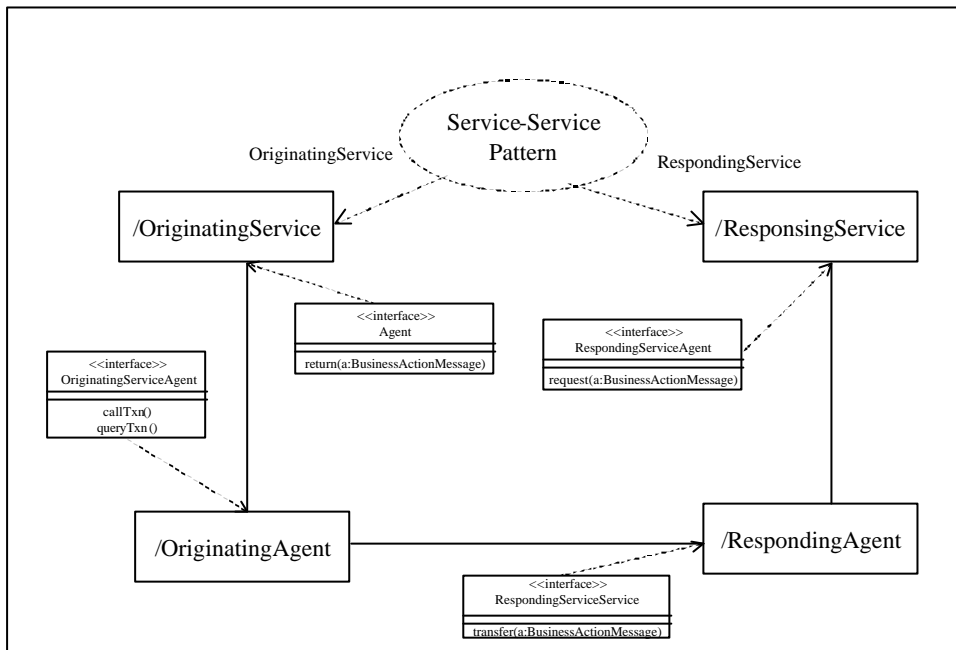 Service-Service
Pattern
OriginatingService
RespondingService
/OriginatingService
/ResponsingService
<<interface>>
Agent
return(a:BusinessActionMessage)
<<interface>>
RespondingServiceAgent
request(a:BusinessActionMessage)
<<interface>>
OriginatingServiceAgent
callTxn()
queryTxn ()
/OriginatingAgent
/RespondingAgent
<<interface>>
RespondingServiceService
transfer(a:BusinessActionMessage)